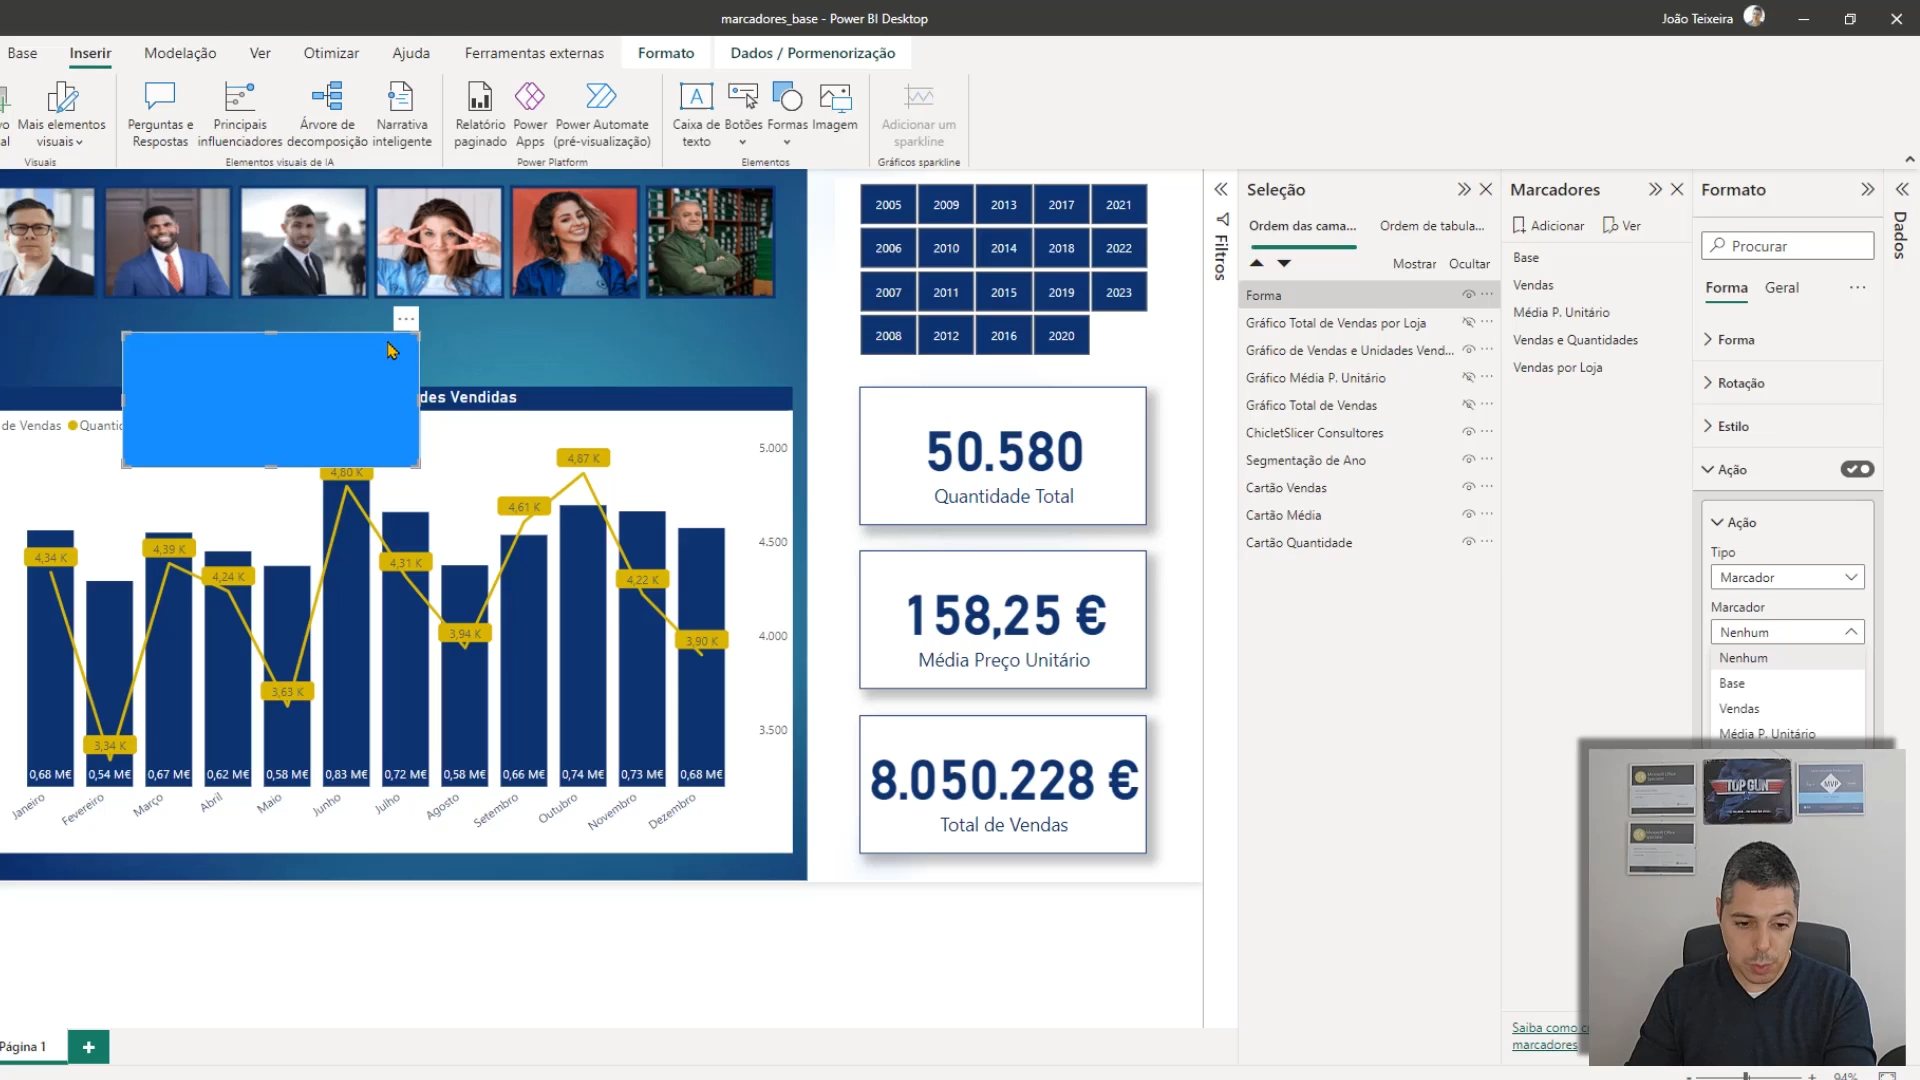 marcadores_base - Power BI Desktop
João Teixeira
Base
Inserir
Modelação
Ver
Otimizar
Ajuda
Ferramentas externas
Formato
Dados / Pormenorização
vo
al
Mais elementos
visuais
Perguntas e
Respostas
Principais
influenciadores
Árvore de
decomposição
Narrativa
inteligente
Relatório
paginado
Power
Apps
Power Automate
(pré-visualização)
Caixa de
texto
Botões
Formas
Imagem
Adicionar um
sparkline
Visuais
Elementos visuais de IA
Power Platform
Elementos
Gráficos sparkline
des Vendidas
de Vendas
Quantid
5.000
4.500
4.000
3.500
4,34 K
3,34 K
4,39 K
4,24 K
3,63 K
4,80 K
4,31 K
3,94 K
4,61 K
4,87 K
4,22 K
3,90 K
0,68 M€
0,54 M€
0,67 M€
0,62 M€
0,58 M€
0,83 M€
0,72 M€
0,58 M€
0,66 M€
0,74 M€
0,73 M€
0,68 M€
Janeiro
Fevereiro
Março
Abril
Maio
Junho
Julho
Agosto
Setembro
Outubro
Novembro
Dezembro
2005 2009 2013 2017 2021
2006 2010 2014 2018 2022
2007 2011 2015 2019 2023
2008 2012 2016 2020
50.580
Quantidade Total
158,25 €
Média Preço Unitário
8.050.228 €
Total de Vendas
Filtros
Seleção
Ordem das cama...
Ordem de tabula...
Mostrar
Ocultar
Forma
Gráfico Total de Vendas por Loja
Gráfico de Vendas e Unidades Vend...
Gráfico Média P. Unitário
Gráfico Total de Vendas
ChicletSlicer Consultores
Segmentação de Ano
Cartão Vendas
Cartão Média
Cartão Quantidade
Marcadores
Adicionar
Ver
Base
Vendas
Média P. Unitário
Vendas e Quantidades
Vendas por Loja
Saiba como c
marcadores
Formato
Procurar
Forma
Geral
Forma
Rotação
Estilo
Ação
Ação
Tipo
Marcador
Marcador
Nenhum
Nenhum
Base
Vendas
Média P. Unitário
Dados
TOP GUN
MVP
Página 1
94%